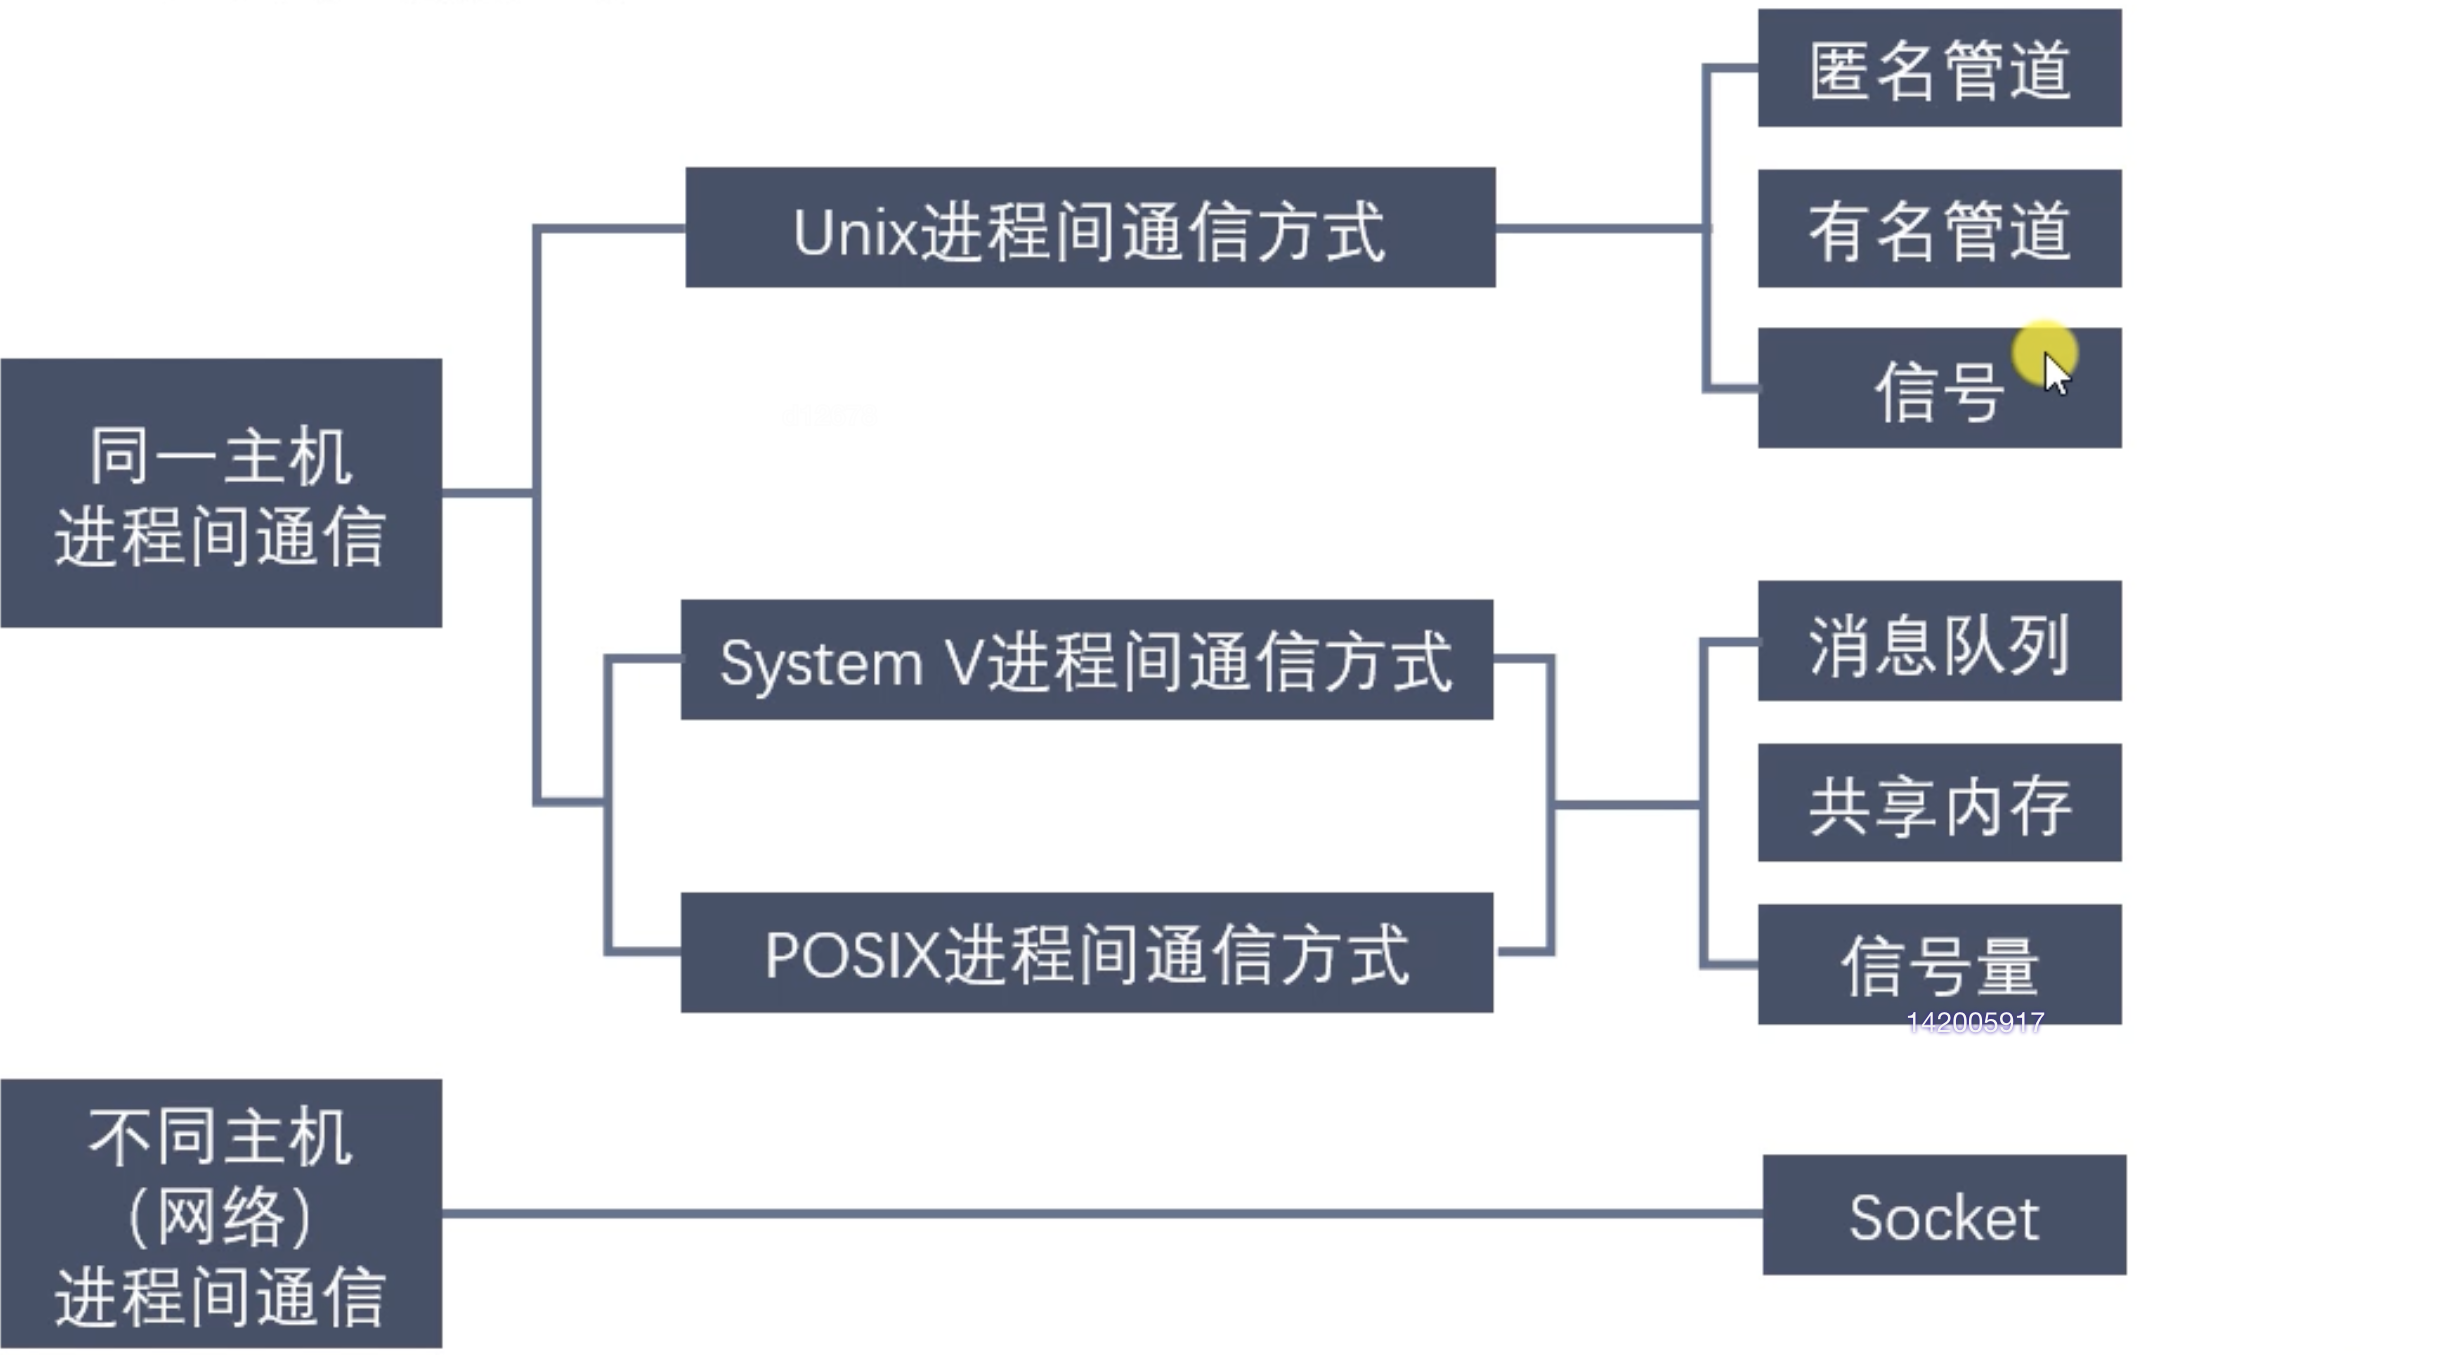 匿名管道
Unix进程间通信方式
有名管道
信号
同一主机
进程间通信
System V进程间通信方式
消息队列
共享内存
POSIX进程间通信方式
信号量
142005917
不同主机
（网络）
进程间通信
Socket